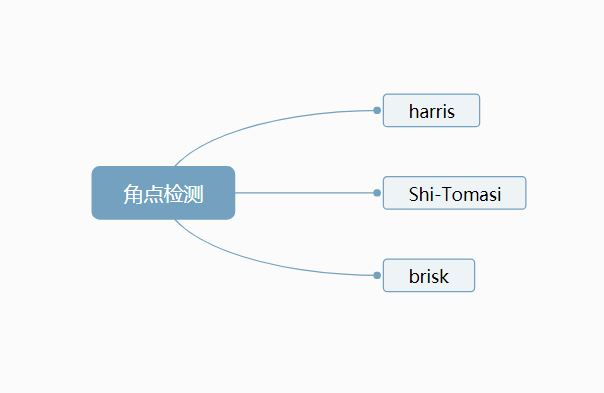 角点检测
harris
Shi-Tomasi
brisk